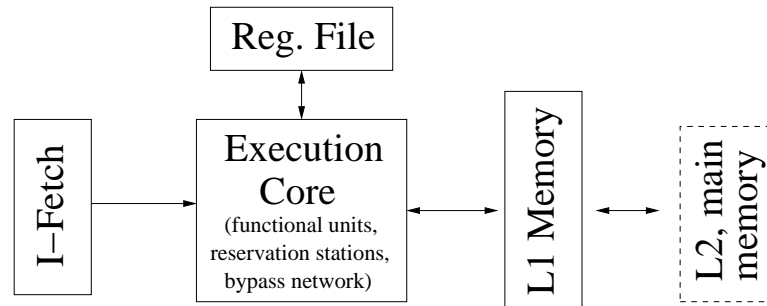 Reg. File
I–Fetch
Execution
Core
(functional units,
reservation stations,
bypass network)
L1 Memory
L2, main
memory